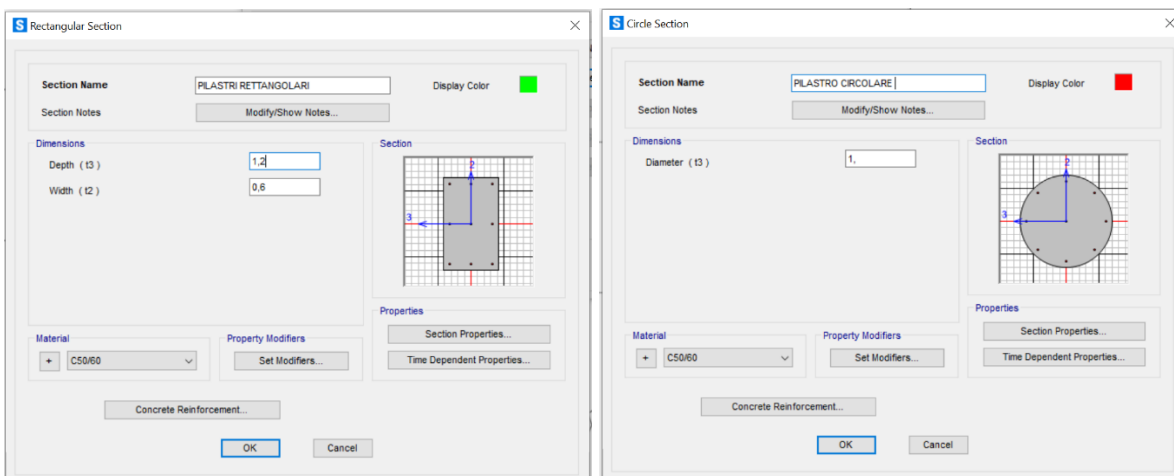 S Rectangular Section
Section Name PILASTRI RETTANGOLARI Display Color
Section Notes Modify/Show Notes...
Dimensions
Depth ( t3 ) 1,2
Width ( t2 ) 0,6
Section
2
3
Properties
Section Properties...
Time Dependent Properties...
Material
+ C50/60
Property Modifiers
Set Modifiers...
Concrete Reinforcement...
OK Cancel
S Circle Section
Section Name PILASTRO CIRCOLARE Display Color
Section Notes Modify/Show Notes...
Dimensions
Diameter ( t3 ) 1,
Section
2
3
Properties
Section Properties...
Time Dependent Properties...
Material
+ C50/60
Property Modifiers
Set Modifiers...
Concrete Reinforcement...
OK Cancel